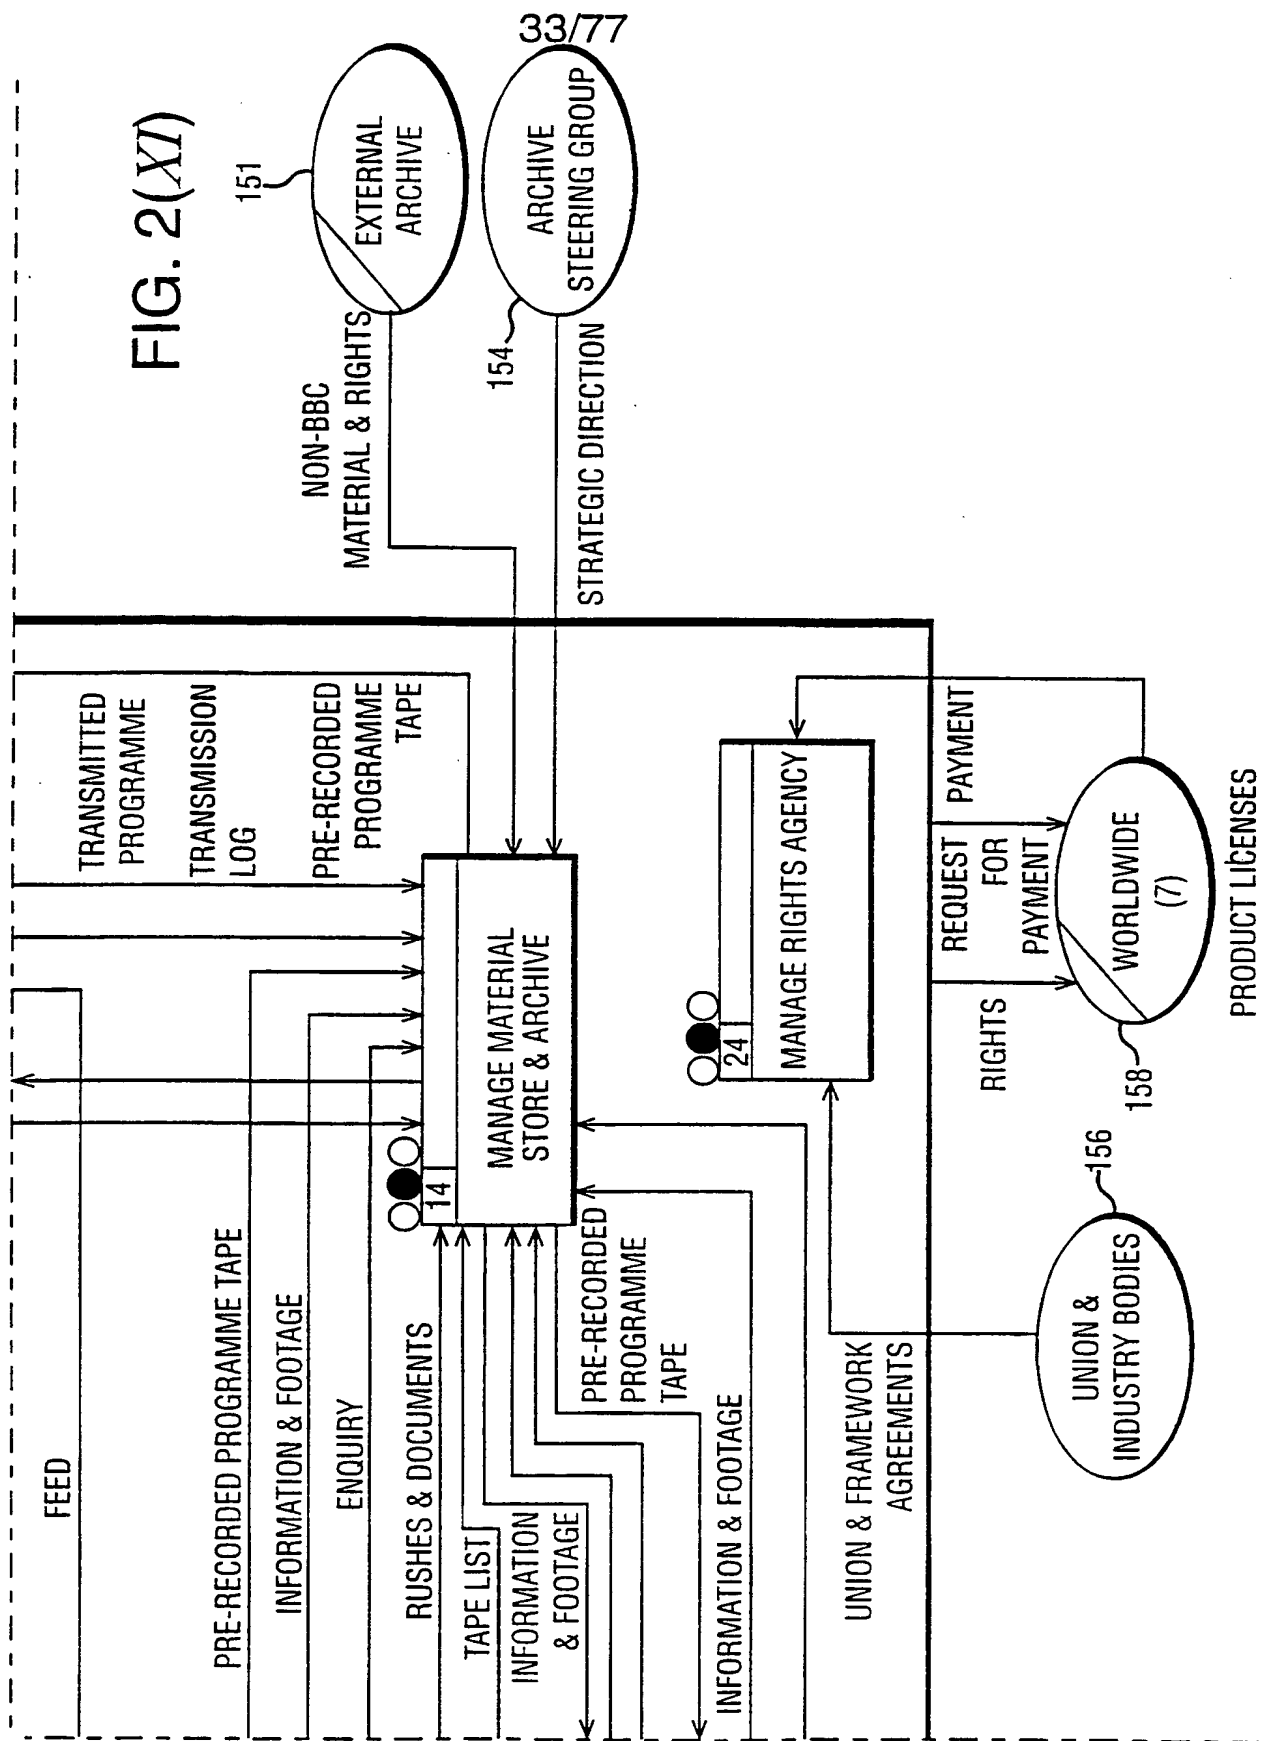 33/77
FIG. 2(XI)
151
EXTERNAL
ARCHIVE
154
ARCHIVE
STEERING GROUP
NON-BBC
MATERIAL & RIGHTS
STRATEGIC DIRECTION
TRANSMITTED
PROGRAMME
TRANSMISSION
LOG
PRE-RECORDED
PROGRAMME
TAPE
FEED
PRE-RECORDED PROGRAMME TAPE
INFORMATION & FOOTAGE
ENQUIRY
RUSHES & DOCUMENTS
TAPE LIST
INFORMATION
& FOOTAGE
14
MANAGE MATERIAL
STORE & ARCHIVE
PRE-RECORDED
PROGRAMME
TAPE
INFORMATION & FOOTAGE
24
MANAGE RIGHTS AGENCY
UNION & FRAMEWORK
AGREEMENTS
PAYMENT
REQUEST
FOR
PAYMENT
RIGHTS
158
WORLDWIDE
(7)
PRODUCT LICENSES
156
UNION &
INDUSTRY BODIES